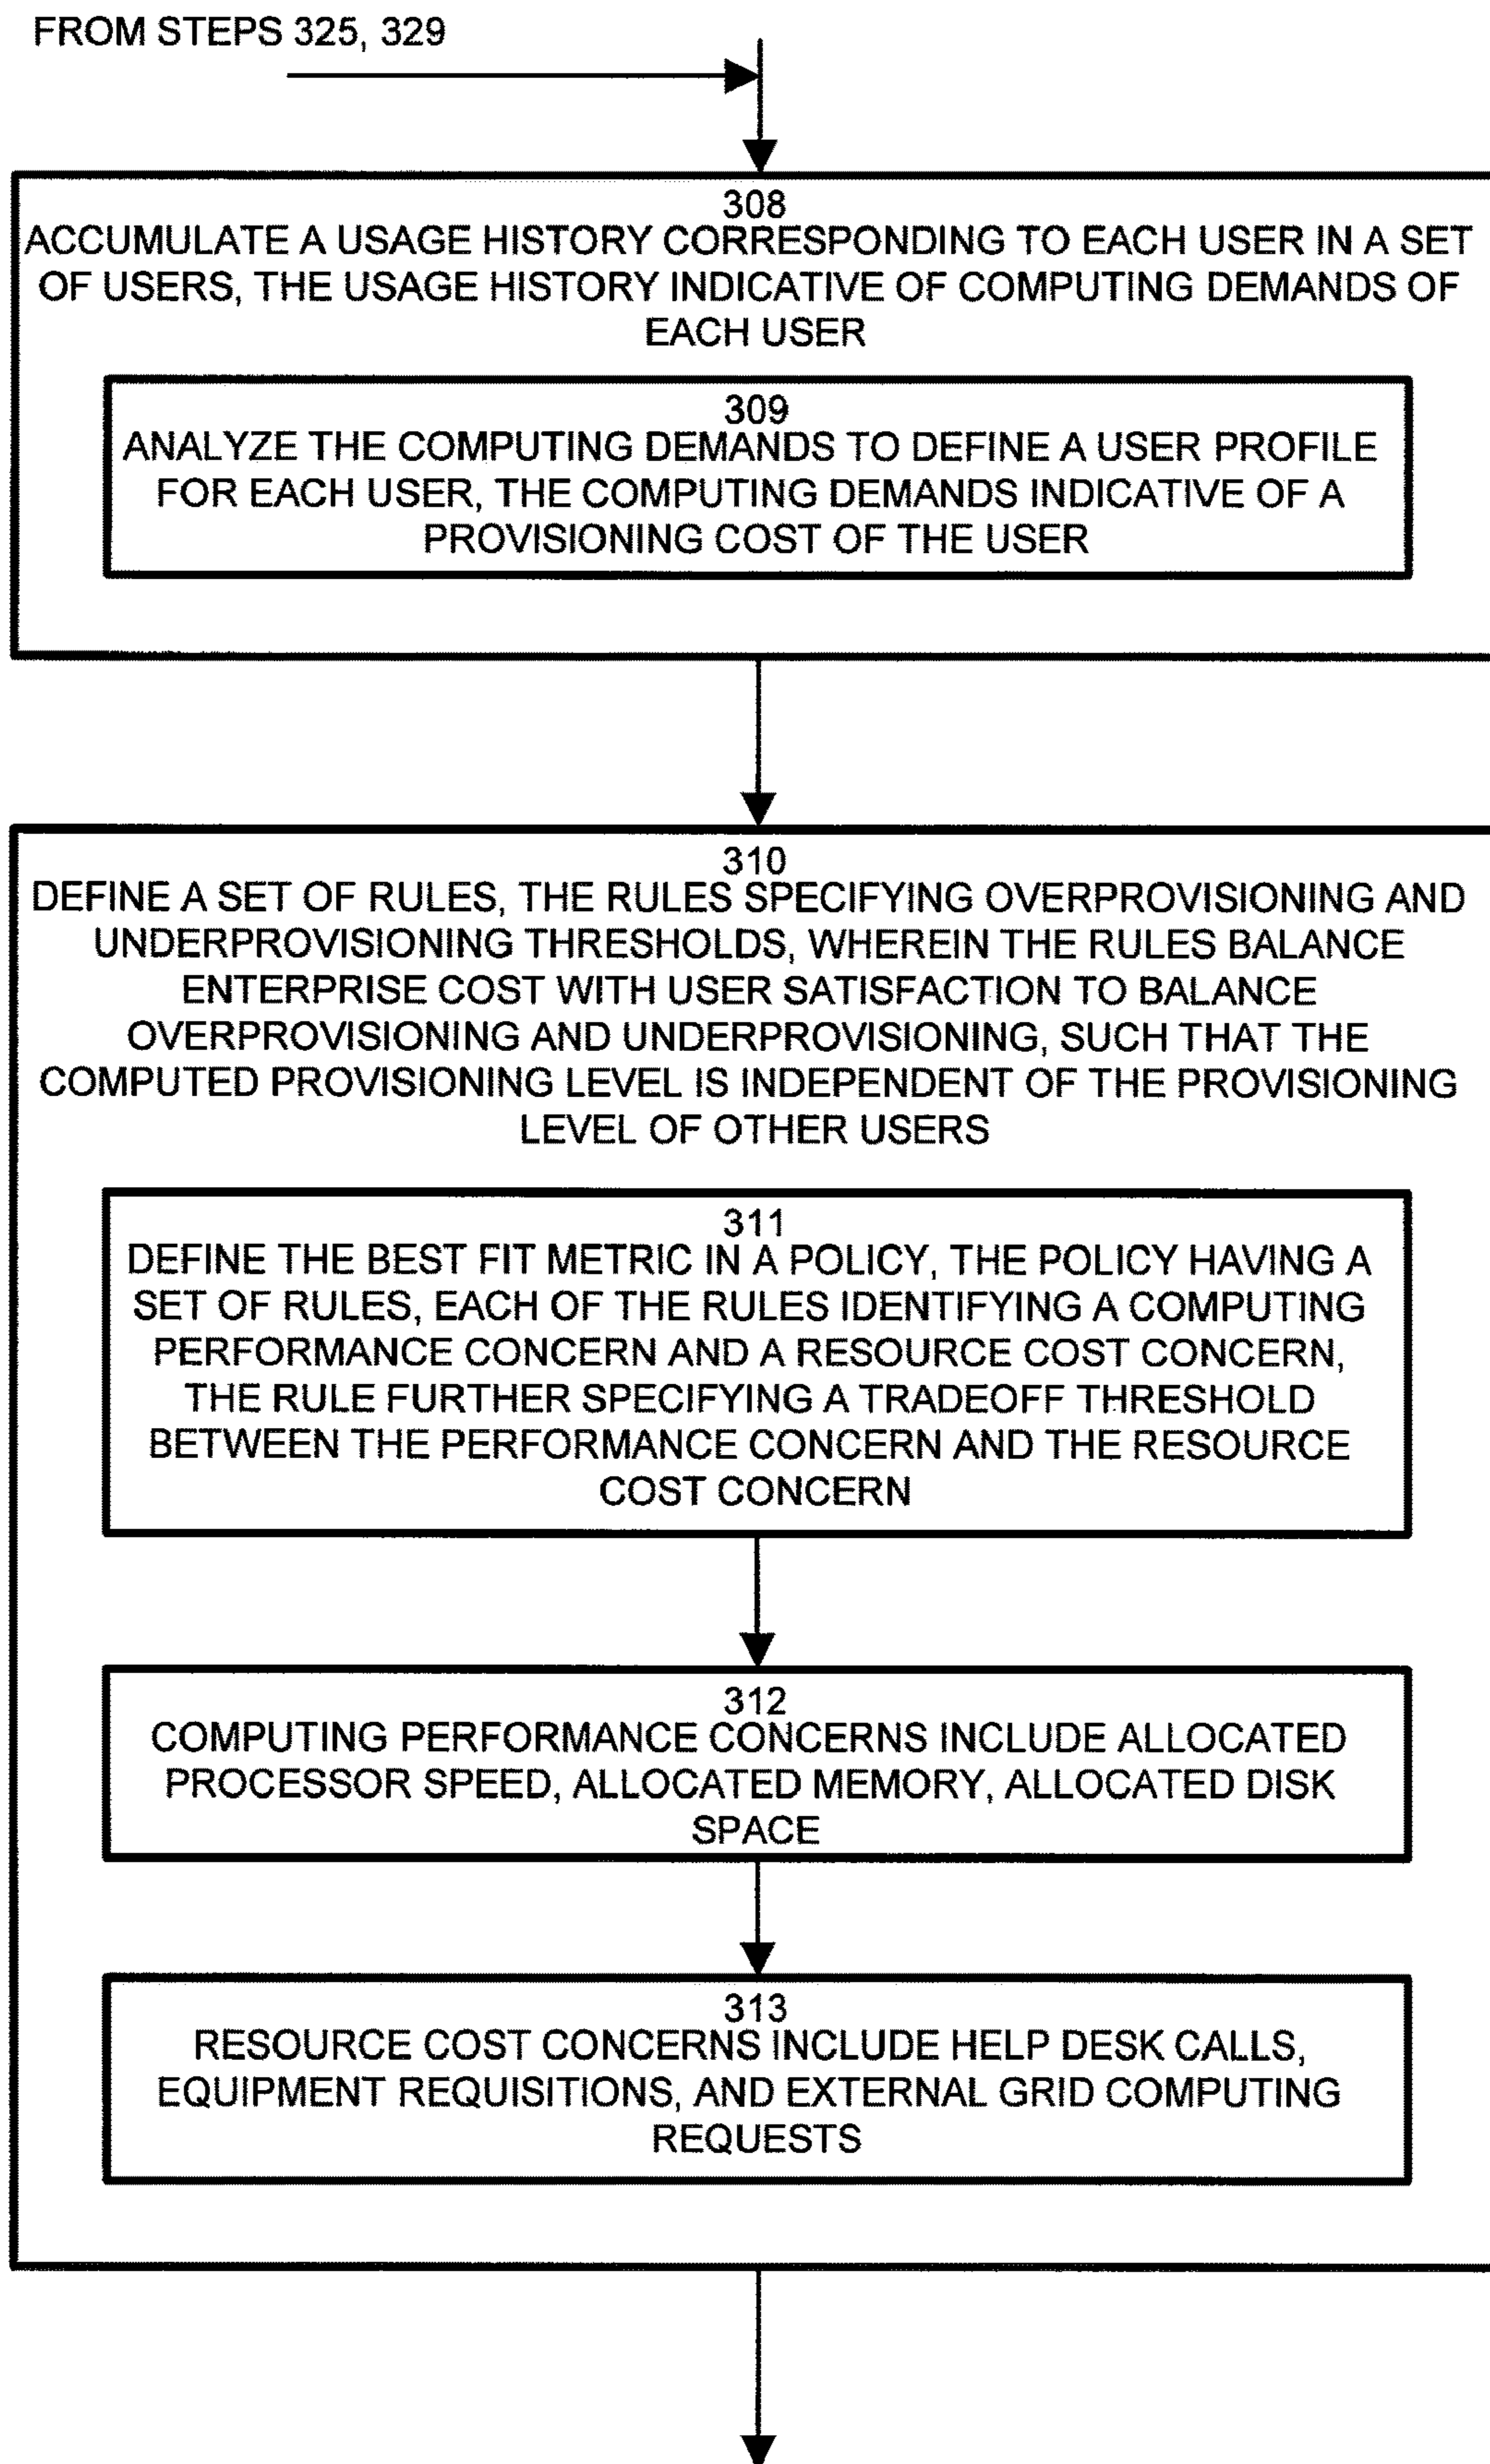 FROM STEPS 325, 329
308
ACCUMULATE A USAGE HISTORY CORRESPONDING TO EACH USER IN A SET
OF USERS, THE USAGE HISTORY INDICATIVE OF COMPUTING DEMANDS OF
EACH USER
309
ANALYZE THE COMPUTING DEMANDS TO DEFINE A USER PROFILE
FOR EACH USER, THE COMPUTING DEMANDS INDICATIVE OF A
PROVISIONING COST OF THE USER
310
DEFINE A SET OF RULES, THE RULES SPECIFYING OVERPROVISIONING AND
UNDERPROVISIONING THRESHOLDS, WHEREIN THE RULES BALANCE
ENTERPRISE COST WITH USER SATISFACTION TO BALANCE
OVERPROVISIONING AND UNDERPROVISIONING, SUCH THAT THE
COMPUTED PROVISIONING LEVEL IS INDEPENDENT OF THE PROVISIONING
LEVEL OF OTHER USERS
311
DEFINE THE BEST FIT METRIC IN A POLICY, THE POLICY HAVING A
SET OF RULES, EACH OF THE RULES IDENTIFYING A COMPUTING
PERFORMANCE CONCERN AND A RESOURCE COST CONCERN,
THE RULE FURTHER SPECIFYING A TRADEOFF THRESHOLD
BETWEEN THE PERFORMANCE CONCERN AND THE RESOURCE
COST CONCERN
312
COMPUTING PERFORMANCE CONCERNS INCLUDE ALLOCATED
PROCESSOR SPEED, ALLOCATED MEMORY, ALLOCATED DISK
SPACE
313
RESOURCE COST CONCERNS INCLUDE HELP DESK CALLS,
EQUIPMENT REQUISITIONS, AND EXTERNAL GRID COMPUTING
REQUESTS